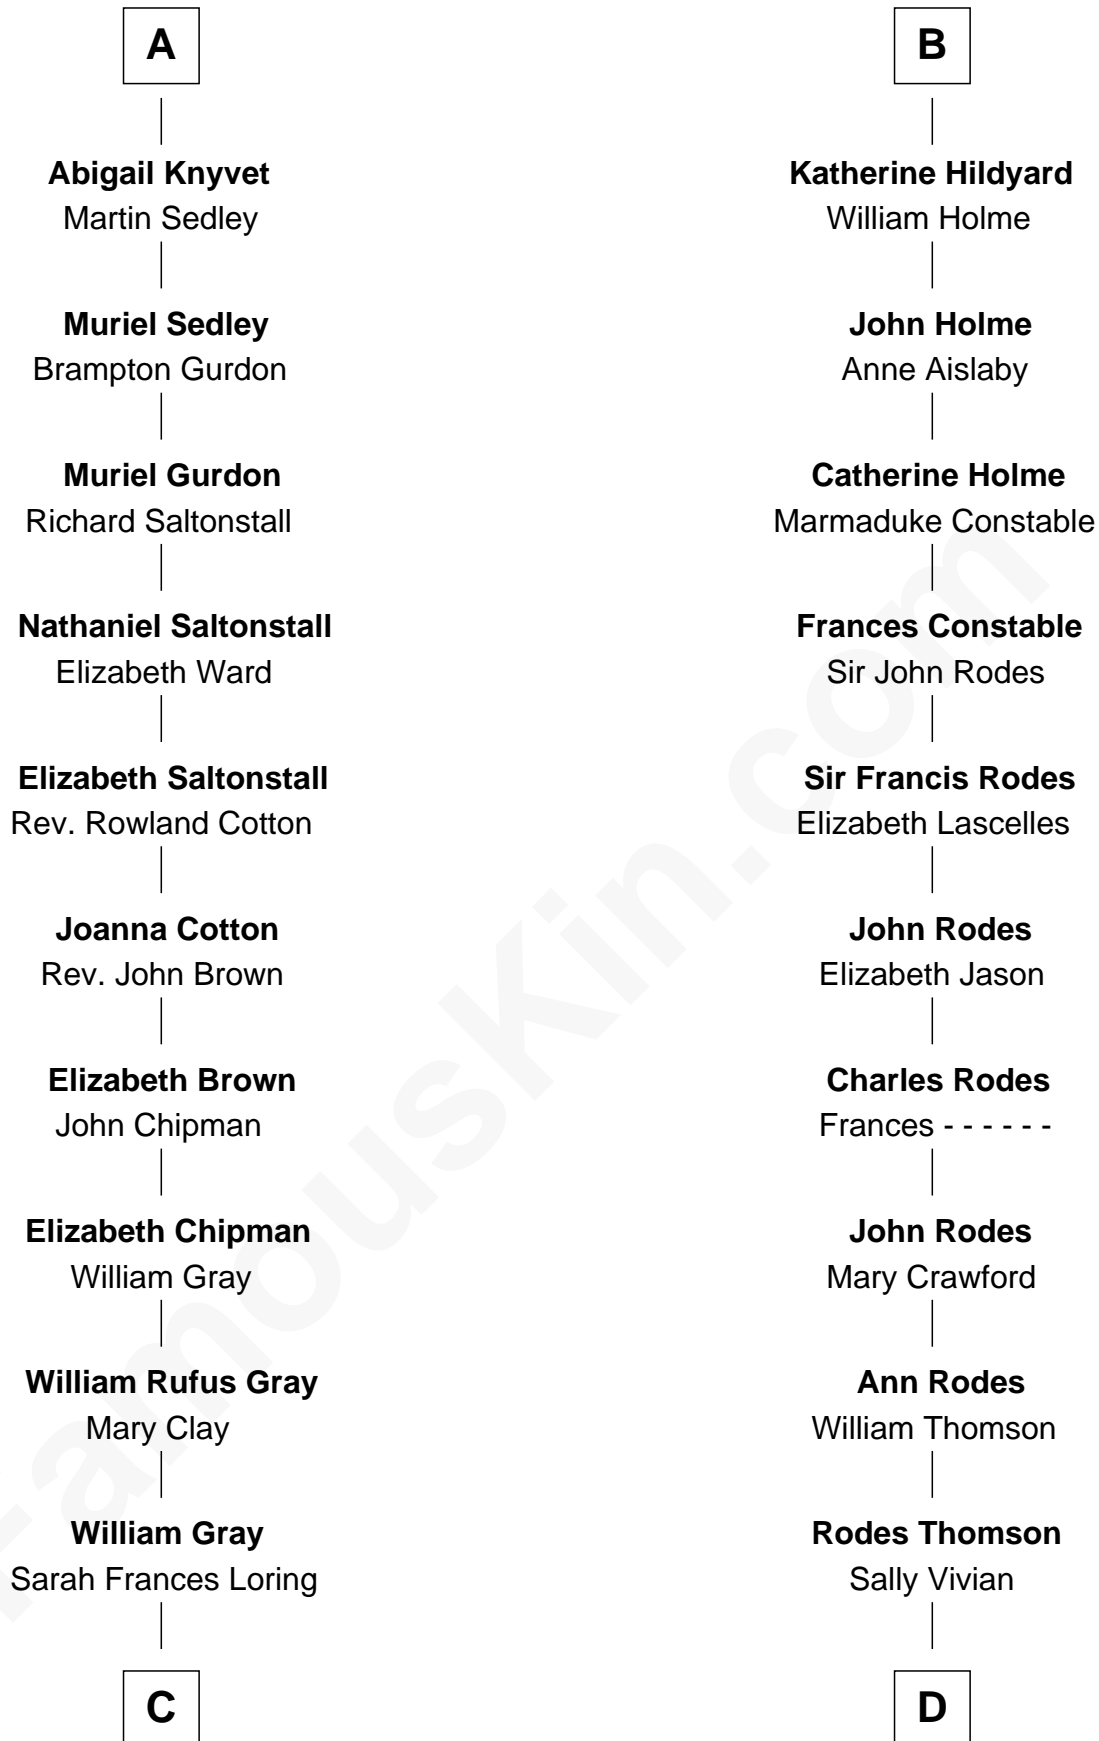 A
Abigail Knyvet
Martin Sedley
Muriel Sedley
Brampton Gurdon
Muriel Gurdon
Richard Saltonstall
Nathaniel Saltonstall
Elizabeth Ward
Elizabeth Saltonstall
Rev. Rowland Cotton
Joanna Cotton
Rev. John Brown
Elizabeth Brown
John Chipman
Elizabeth Chipman
William Gray
William Rufus Gray
Mary Clay
William Gray
Sarah Frances Loring
C
B
Katherine Hildyard
William Holme
John Holme
Anne Aislaby
Catherine Holme
Marmaduke Constable
Frances Constable
Sir John Rodes
Sir Francis Rodes
Elizabeth Lascelles
John Rodes
Elizabeth Jason
Charles Rodes
Frances - - - - - -
John Rodes
Mary Crawford
Ann Rodes
William Thomson
Rodes Thomson
Sally Vivian
D
FamousKin.com